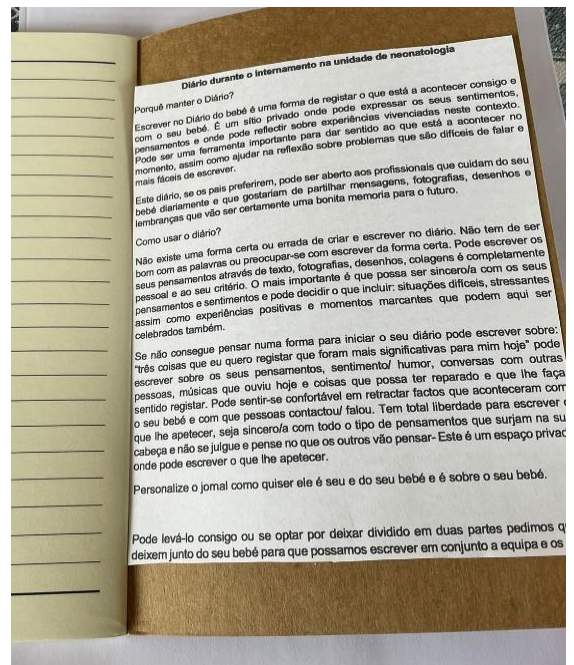 Diário durante o internamento na unidade de neonatologia
Porquê manter o Diário?
Escrever no Diário do bebé é uma forma de registar o que está a acontecer consigo e
com o seu bebé. É um sítio privado onde pode expressar os seus sentimentos,
pensamentos e onde pode reflectir sobre experiências vivenciadas neste contexto.
Pode ser uma ferramenta importante para dar sentido ao que está a acontecer no
momento, assim como ajudar na reflexão sobre problemas que são difíceis de falar e
mais fáceis de escrever.
Este diário, se os pais preferirem, pode ser aberto aos profissionais que cuidam do seu
bebé diariamente e que gostariam de partilhar mensagens, fotografias, desenhos e
lembranças que vão ser certamente uma bonita memoria para o futuro.
Como usar o diário?
Não existe uma forma certa ou errada de criar e escrever no diário. Não tem de ser
bom com as palavras ou preocupar-se com escrever da forma certa. Pode escrever os
seus pensamentos através de texto, fotografias, desenhos, colagens é completamente
pessoal e ao seu critério. O mais importante é que possa ser sincero/a com os seus
pensamentos e sentimentos e pode decidir o que incluir: situações difíceis, stressantes
assim como experiências positivas e momentos marcantes que podem aqui ser
celebrados também.
Se não consegue pensar numa forma para iniciar o seu diário pode escrever sobre:
"três coisas que eu quero registar que foram mais significativas para mim hoje" pode
escrever sobre os seus pensamentos, sentimento/ humor, conversas com outras
pessoas, músicas que ouviu hoje e coisas que possa ter reparado e que lhe faça
sentido registar. Pode sentir-se confortável em retractar factos que aconteceram com
o seu bebé e com que pessoas contactou/ falou. Tem total liberdade para escrever
que lhe apetecer, seja sincero/a com todo o tipo de pensamentos que surjam na su
cabeça e não se julgue e pense no que os outros vão pensar- Este é um espaço privad
onde pode escrever o que lhe apetecer.
Personalize o jornal como quiser ele é seu e do seu bebé e é sobre o seu bebé.
Pode levá-lo consigo ou se optar por deixar dividido em duas partes pedimos q
deixem junto do seu bebé para que possamos escrever em conjunto a equipa e os